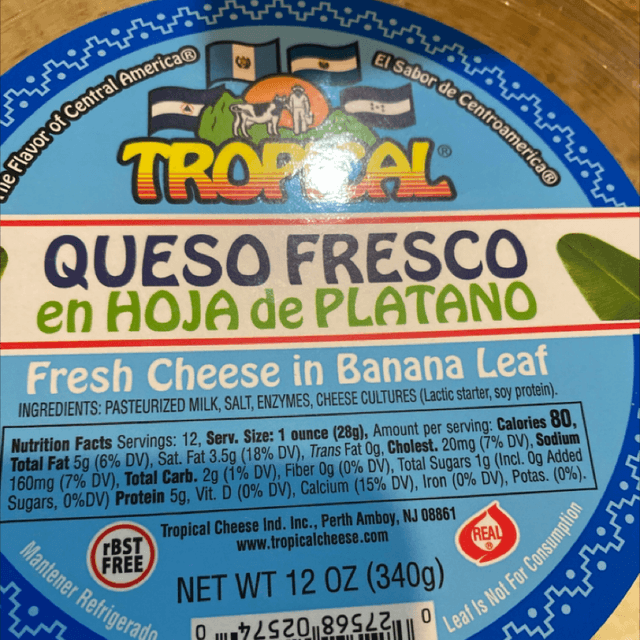 The Flavor of Central America®
El Sabor de Centroamerica®
TROPICAL®
QUESO FRESCO
en HOJA de PLATANO
Fresh Cheese in Banana Leaf
INGREDIENTS: PASTEURIZED MILK, SALT, ENZYMES, CHEESE CULTURES (Lactic starter, soy protein).
Nutrition Facts Servings: 12, Serv. Size: 1 ounce (28g), Amount per serving: Calories 80,
Total Fat 5g (6% DV), Sat. Fat 3.5g (18% DV), Trans Fat 0g, Cholest. 20mg (7% DV), Sodium
160mg (7% DV), Total Carb. 2g (1% DV), Fiber 0g (0% DV), Total Sugars 1g (Incl. 0g Added
Sugars, 0%DV) Protein 5g, Vit. D (0% DV), Calcium (15% DV), Iron (0% DV), Potas. (0%).
Tropical Cheese Ind. Inc., Perth Amboy, NJ 08861
www.tropicalcheese.com
rBST
FREE
REAL®
NET WT 12 OZ (340g)
Mantener Refrigerado
Leaf Is Not For Consumption
0 27568 02574 0